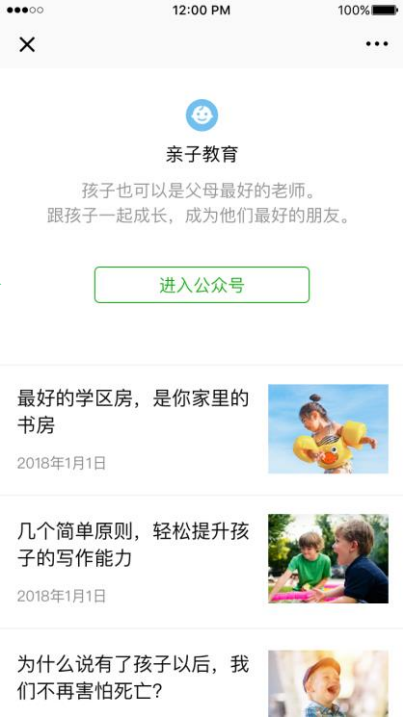 12:00 PM
100%
亲子教育
孩子也可以是父母最好的老师。
跟孩子一起成长，成为他们最好的朋友。
进入公众号
最好的学区房，是你家里的
书房
2018年1月1日
几个简单原则，轻松提升孩
子的写作能力
2018年1月1日
为什么说有了孩子以后，我
们不再害怕死亡？